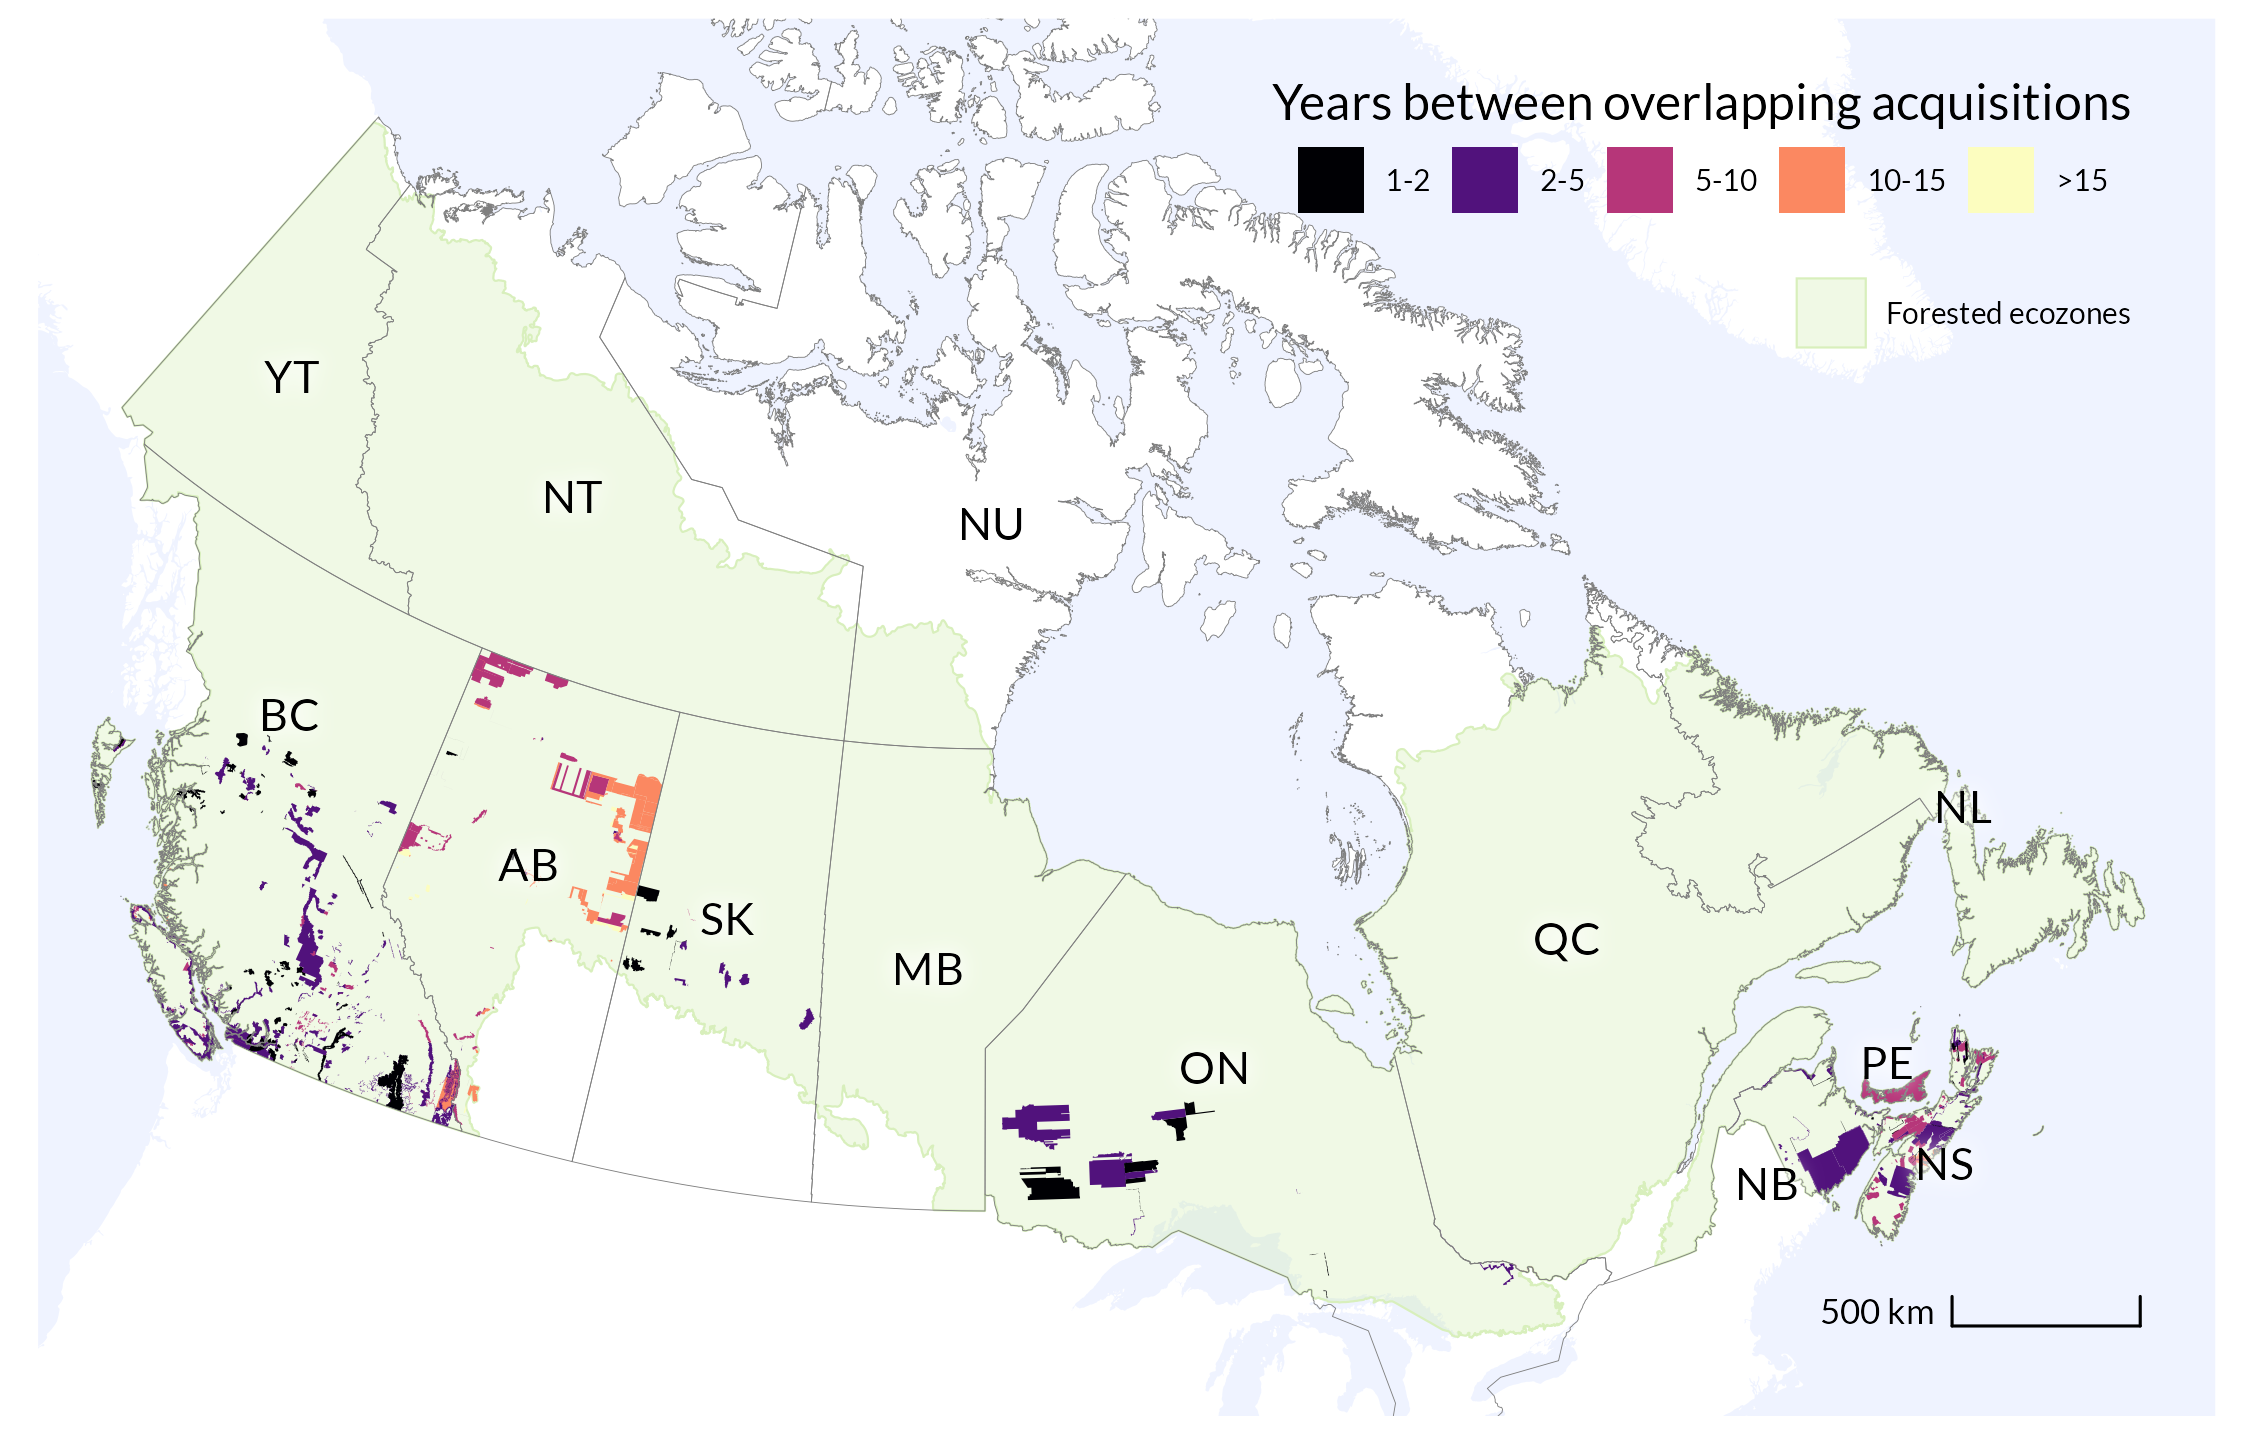 Years between overlapping acquisitions
1-2 2-5 5-10 10-15 >15
Forested ecozones
YT
NT
NU
BC
NL
AB
SK
QC
MB
ON
PE
NS
NB
500 km